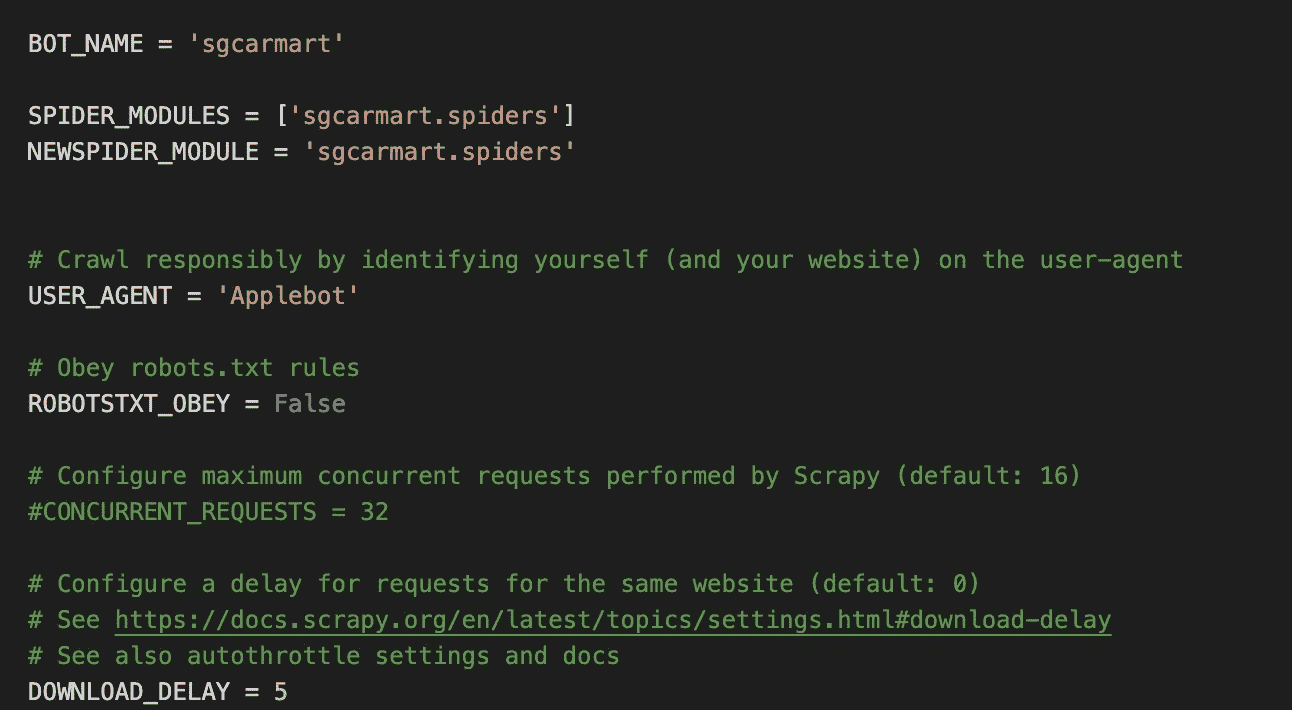 BOT_NAME = 'sgcarmart'
SPIDER_MODULES = ['sgcarmart.spiders']
NEWSPIDER_MODULE = 'sgcarmart.spiders'
# Crawl responsibly by identifying yourself (and your website) on the user-agent
USER_AGENT = 'Applebot'
# Obey robots.txt rules
ROBOTSTXT_OBEY = False
# Configure maximum concurrent requests performed by Scrapy (default: 16)
#CONCURRENT_REQUESTS = 32
# Configure a delay for requests for the same website (default: 0)
# See https://docs.scrapy.org/en/latest/topics/settings.html#download-delay
# See also autothrottle settings and docs
DOWNLOAD_DELAY = 5